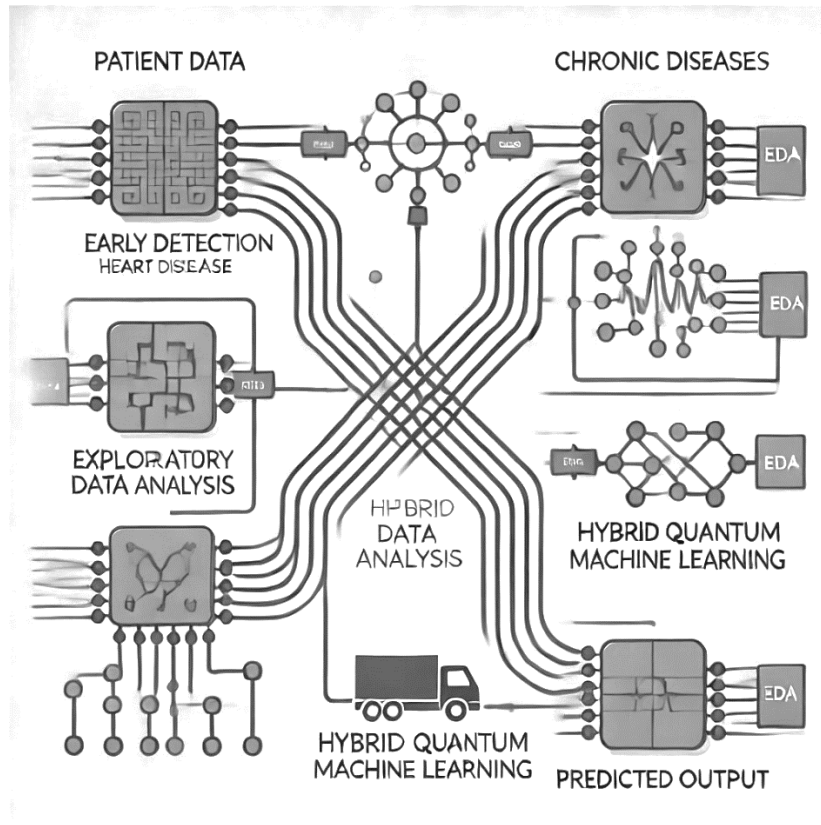 PATIENT DATA
CHRONIC DISEASES
EDA
EARLY DETECTION
HEART DISEASE
EDA
EXPLORATORY
DATA ANALYSIS
EDA
HYBRID
DATA
ANALYSIS
HYBRID QUANTUM
MACHINE LEARNING
EDA
HYBRID QUANTUM
MACHINE LEARNING
PREDICTED OUTPUT